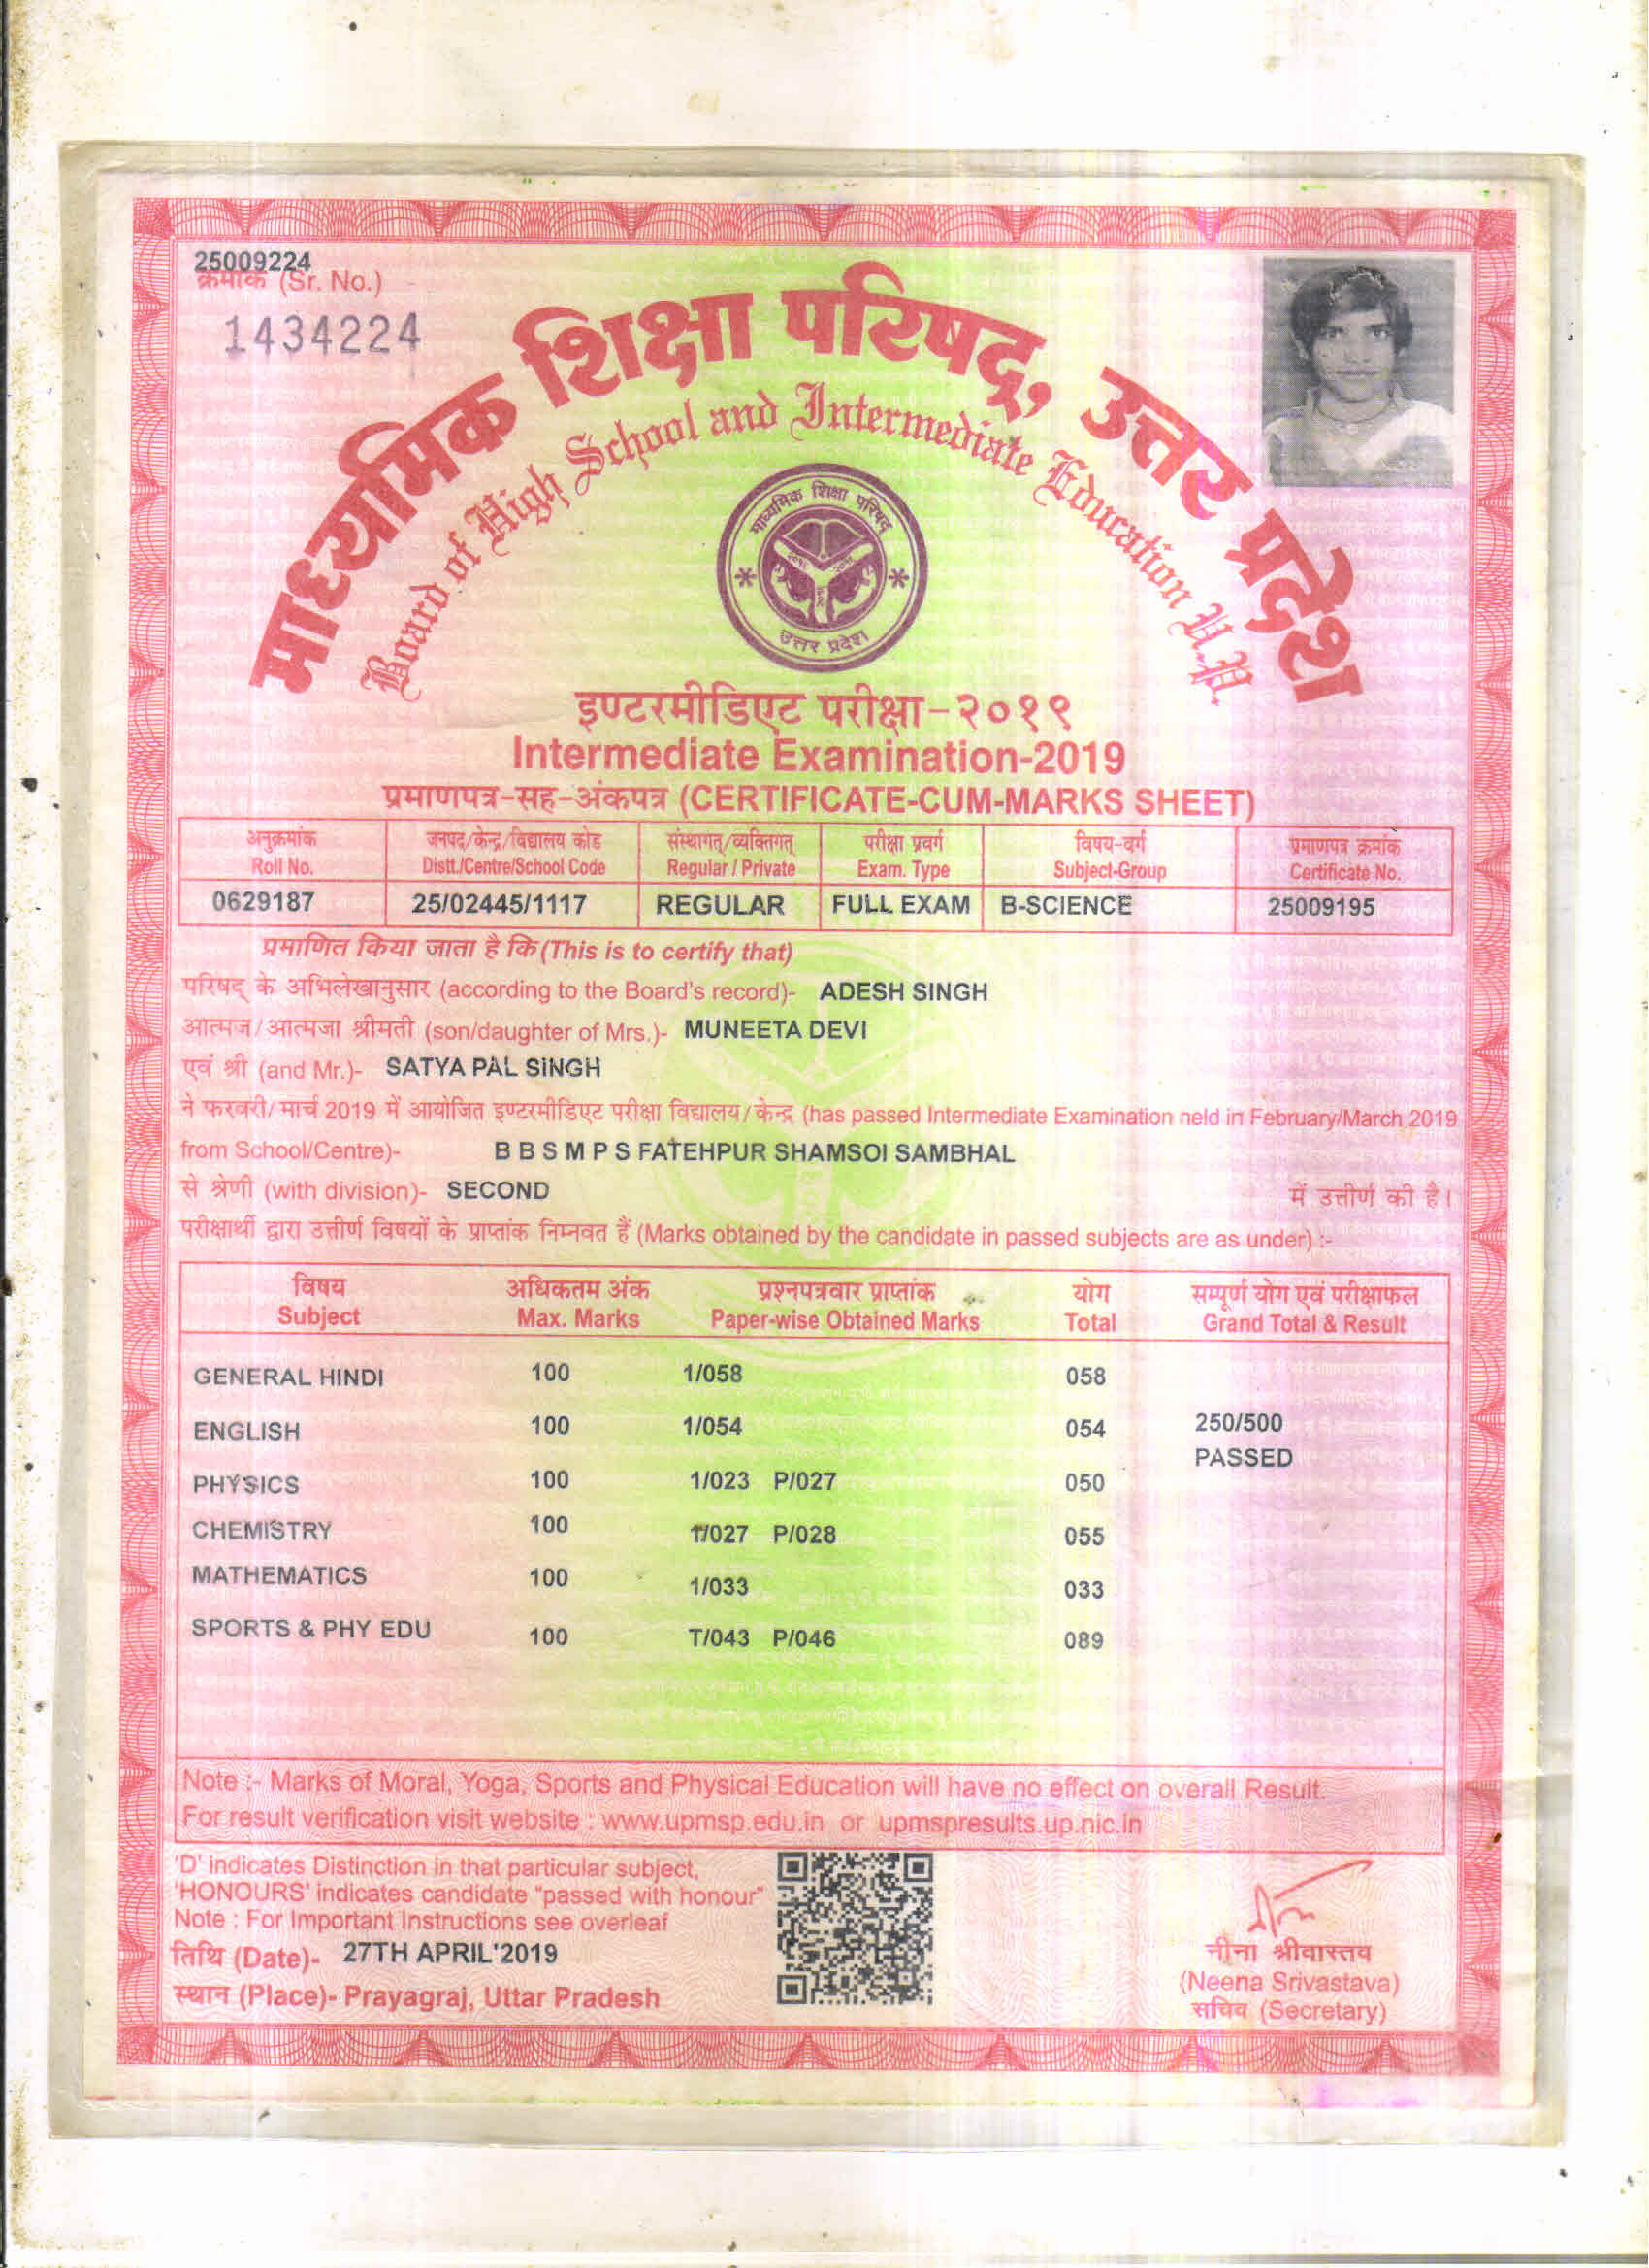 25009224
क्रमांक (Sr. No.)
1434224
माध्यमिक शिक्षा परिषद्, उत्तर प्रदेश
Board of High School and Intermediate Education U.P.
माध्यमिक शिक्षा परिषद्
उत्तर प्रदेश
इण्टरमीडिएट परीक्षा-२०१९
Intermediate Examination-2019
प्रमाणपत्र-सह-अंकपत्र (CERTIFICATE-CUM-MARKS SHEET)
अनुक्रमांक जनपद/केन्द्र/विद्यालय कोड संस्थागत्/व्यक्तिगत् परीक्षा प्रवर्ग विषय-वर्ग प्रमाणपत्र क्रमांक
Roll No. Distt./Centre/School Code Regular / Private Exam. Type Subject-Group Certificate No.
0629187 25/02445/1117 REGULAR FULL EXAM B-SCIENCE 25009195
प्रमाणित किया जाता है कि (This is to certify that)
परिषद् के अभिलेखानुसार (according to the Board's record)- ADESH SINGH
आत्मज/आत्मजा श्रीमती (son/daughter of Mrs.)- MUNEETA DEVI
एवं श्री (and Mr.)- SATYA PAL SINGH
ने फरवरी/मार्च 2019 में आयोजित इण्टरमीडिएट परीक्षा विद्यालय/केन्द्र (has passed Intermediate Examination held in February/March 2019
from School/Centre)- B B S M P S FATEHPUR SHAMSOI SAMBHAL
से श्रेणी (with division)- SECOND में उत्तीर्ण की है।
परीक्षार्थी द्वारा उत्तीर्ण विषयों के प्राप्तांक निम्नवत हैं (Marks obtained by the candidate in passed subjects are as under) :-
विषय अधिकतम अंक प्रश्नपत्रवार प्राप्तांक योग सम्पूर्ण योग एवं परीक्षाफल
Subject Max. Marks Paper-wise Obtained Marks Total Grand Total & Result
GENERAL HINDI 100 1/058 058
ENGLISH 100 1/054 054 250/500
PASSED
PHYSICS 100 1/023 P/027 050
CHEMISTRY 100 1/027 P/028 055
MATHEMATICS 100 1/033 033
SPORTS & PHY EDU 100 T/043 P/046 089
Note :- Marks of Moral, Yoga, Sports and Physical Education will have no effect on overall Result.
For result verification visit website : www.upmsp.edu.in or upmspresults.up.nic.in
'D' indicates Distinction in that particular subject,
'HONOURS' indicates candidate "passed with honour"
Note : For Important Instructions see overleaf
तिथि (Date)- 27TH APRIL'2019
स्थान (Place)- Prayagraj, Uttar Pradesh
नीना श्रीवास्तव
(Neena Srivastava)
सचिव (Secretary)